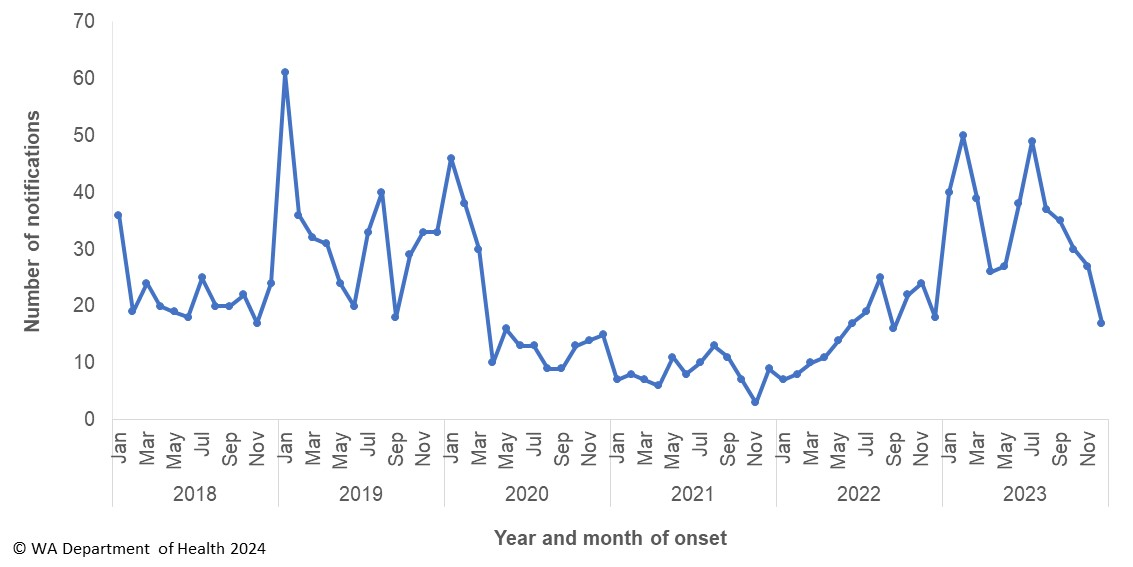 70
60
50
40
30
20
10
0
Number of notifications
Jan Mar May Jul Sep Nov Jan Mar May Jul Sep Nov Jan Mar May Jul Sep Nov Jan Mar May Jul Sep Nov Jan Mar May Jul Sep Nov Jan Mar May Jul Sep Nov
2018 2019 2020 2021 2022 2023
Year and month of onset
© WA Department of Health 2024